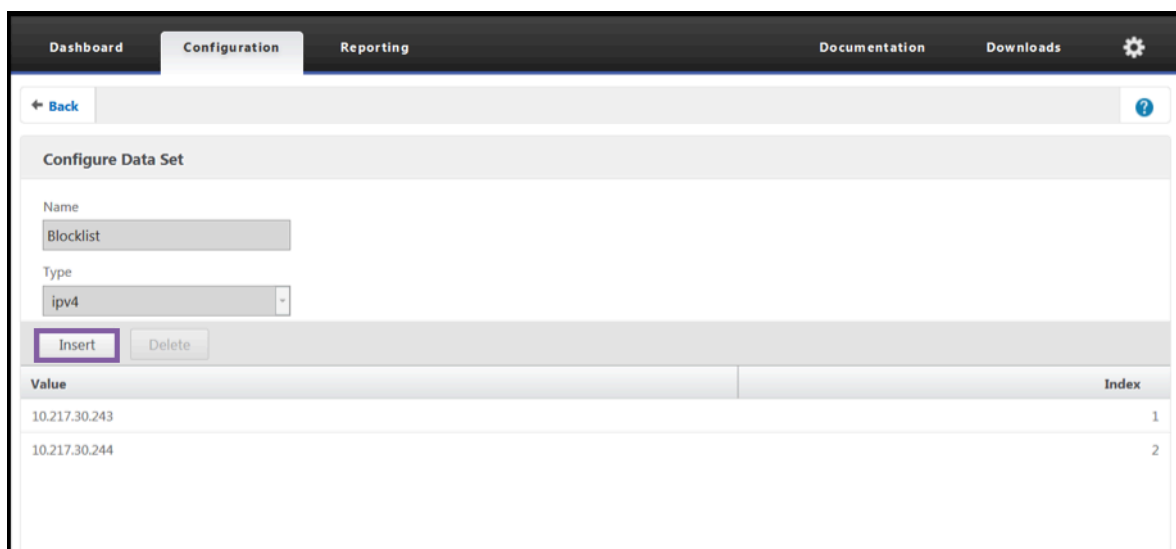 Dashboard Configuration Reporting Documentation Downloads
Back ?
Configure Data Set
Name
Blocklist
Type
ipv4
Insert Delete
Value Index
10.217.30.243 1
10.217.30.244 2